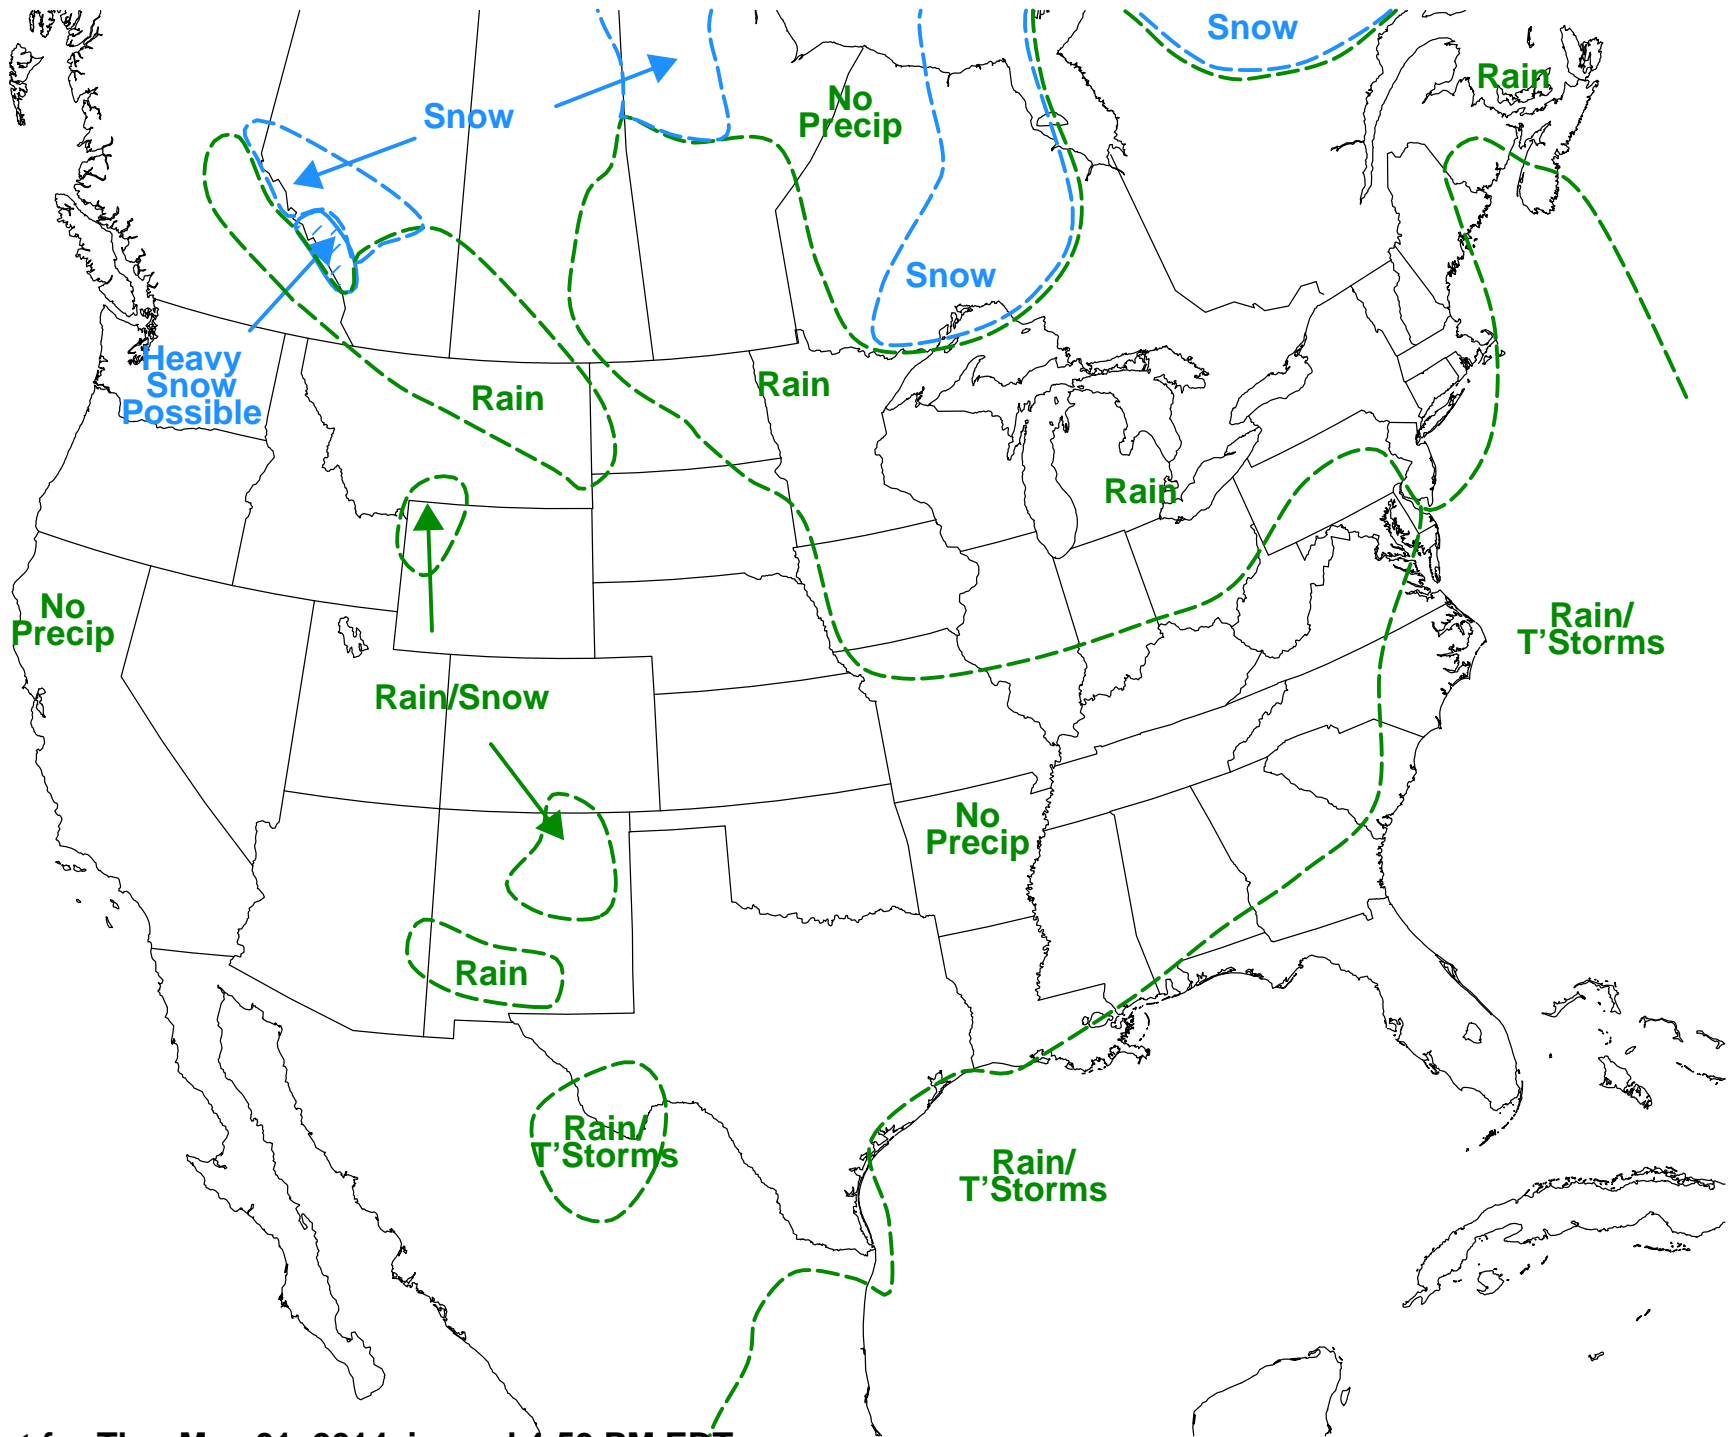 Snow
Rain
No
Precip
Snow
Snow
Heavy
Snow
Possible
Rain
Rain
Rain
No
Precip
Rain/
T’Storms
Rain/Snow
No
Precip
Rain
Rain/
T’Storms
Rain/
T’Storms